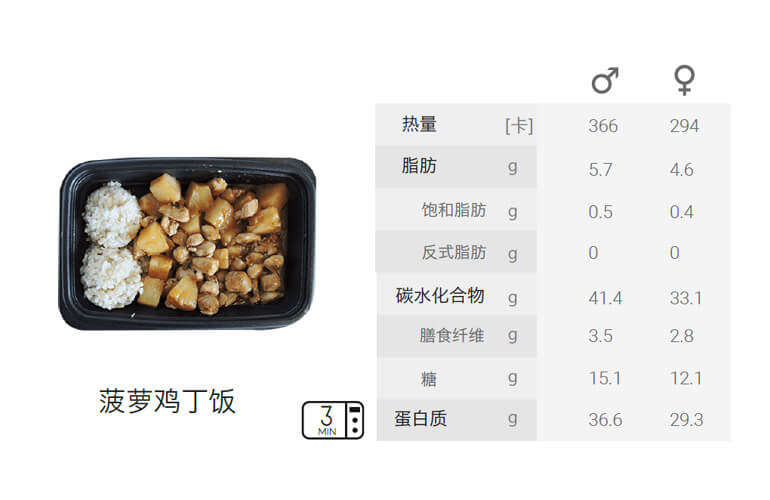 ♂ ♀
热量 [卡] 366 294
脂肪 g 5.7 4.6
饱和脂肪 g 0.5 0.4
反式脂肪 g 0 0
碳水化合物 g 41.4 33.1
膳食纤维 g 3.5 2.8
糖 g 15.1 12.1
蛋白质 g 36.6 29.3
菠萝鸡丁饭
3
MIN